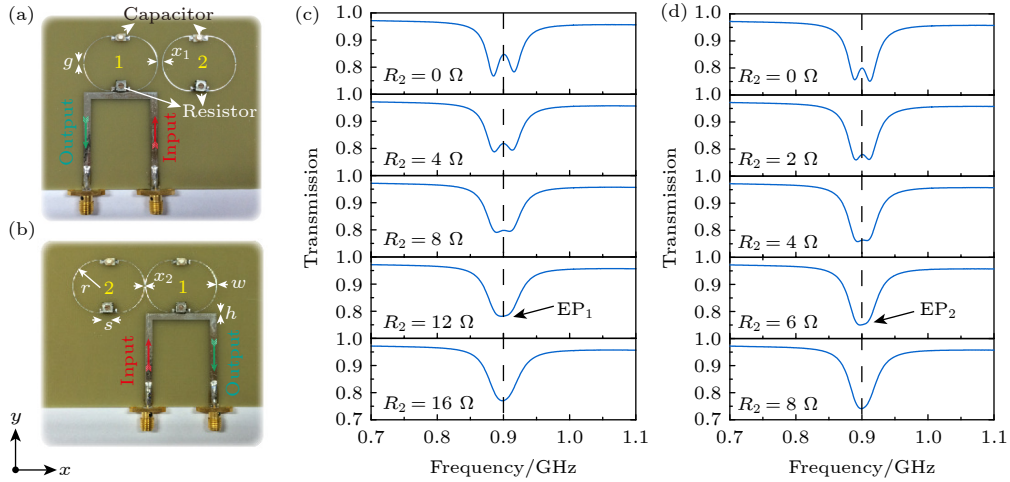 (a)
Capacitor
g
1
x₁
2
Resistor
Output
Input
(b)
r
2
x₂
1
w
s
h
Input
Output
y
x
(c)
1.0
0.9
0.8
R₂ = 0 Ω
1.0
0.9
0.8
R₂ = 4 Ω
1.0
0.9
0.8
R₂ = 8 Ω
1.0
0.9
0.8
R₂ = 12 Ω
EP₁
1.0
0.9
0.8
0.7
R₂ = 16 Ω
0.7 0.9 1.0 1.1
Frequency/GHz
Transmission
(d)
1.0
0.9
0.8
R₂ = 0 Ω
1.0
0.9
0.8
R₂ = 2 Ω
1.0
0.9
0.8
R₂ = 4 Ω
1.0
0.9
0.8
R₂ = 6 Ω
EP₂
1.0
0.9
0.8
0.7
R₂ = 8 Ω
0.7 0.8 0.9 1.0 1.1
Frequency/GHz
Transmission